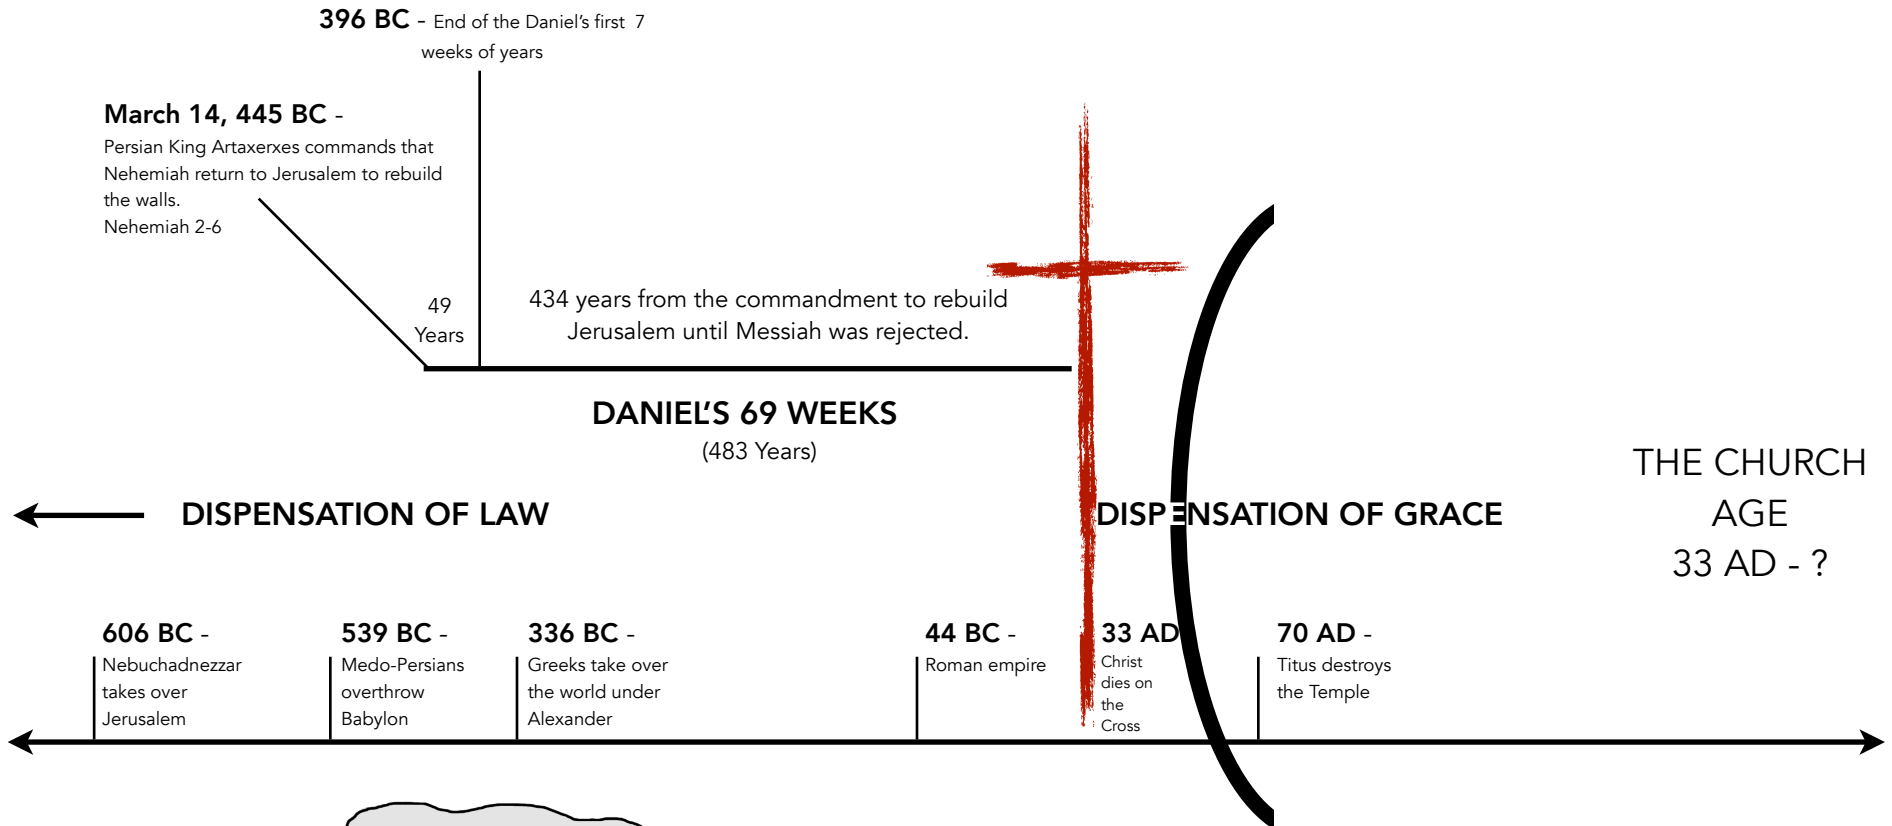 396 BC - End of the Daniel's first 7
weeks of years
March 14, 445 BC -
Persian King Artaxerxes commands that
Nehemiah return to Jerusalem to rebuild
the walls.
Nehemiah 2-6
49
Years
434 years from the commandment to rebuild
Jerusalem until Messiah was rejected.
DANIEL'S 69 WEEKS
(483 Years)
DISPENSATION OF LAW
DISPENSATION OF GRACE
THE CHURCH
AGE
33 AD - ?
606 BC -
Nebuchadnezzar
takes over
Jerusalem
539 BC -
Medo-Persians
overthrow
Babylon
336 BC -
Greeks take over
the world under
Alexander
44 BC -
Roman empire
33 AD
Christ
dies on
the
Cross
70 AD -
Titus destroys
the Temple